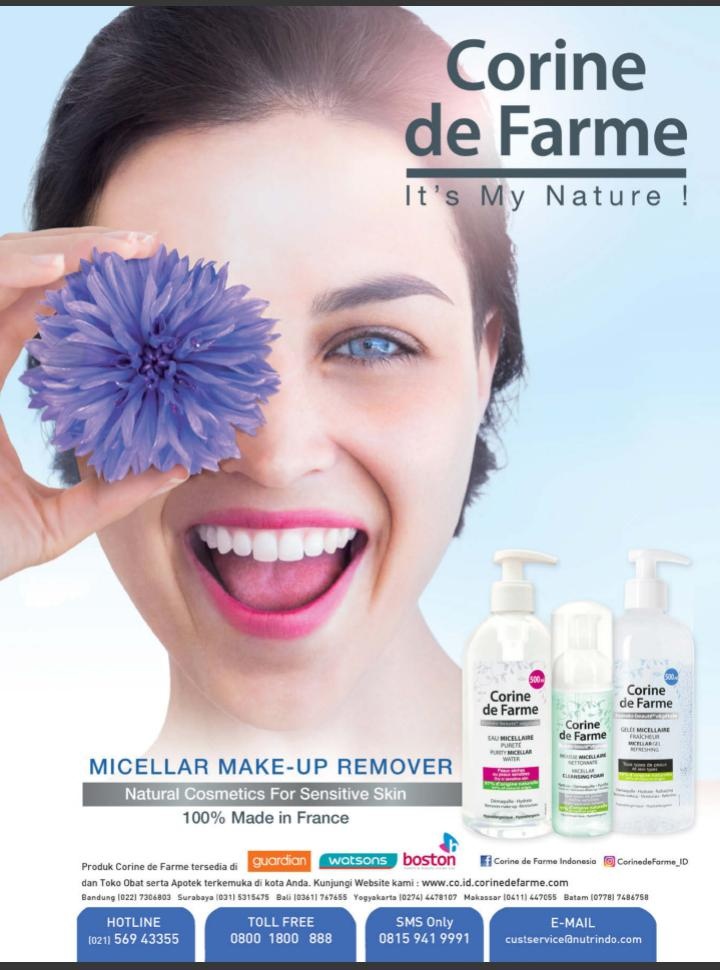 Corine
de Farme
It's My Nature !
500 ml
Corine
de Farme
EAU MICELLAIRE
PURETÉ
PURITY MICELLAR
WATER
Corine
de Farme
MOUSSE MICELLAIRE
NETTOYANTE
MICELLAR
CLEANSING FOAM
Corine
de Farme
GELÉE MICELLAIRE
FRAÎCHEUR
MICELLAR GEL
REFRESHING
MICELLAR MAKE-UP REMOVER
Natural Cosmetics For Sensitive Skin
100% Made in France
Produk Corine de Farme tersedia di guardian watsons boston Corine de Farme Indonesia CorinedeFarme_ID
dan Toko Obat serta Apotek terkemuka di kota Anda. Kunjungi Website kami : www.co.id.corinedefarme.com
Bandung (022) 7306803 Surabaya (031) 5315475 Bali (0361) 767655 Yogyakarta (0274) 4478107 Makassar (0411) 447055 Batam (0778) 7486758
HOTLINE
(021) 569 43355
TOLL FREE
0800 1800 888
SMS Only
0815 941 9991
E-MAIL
custservice@nutrindo.com